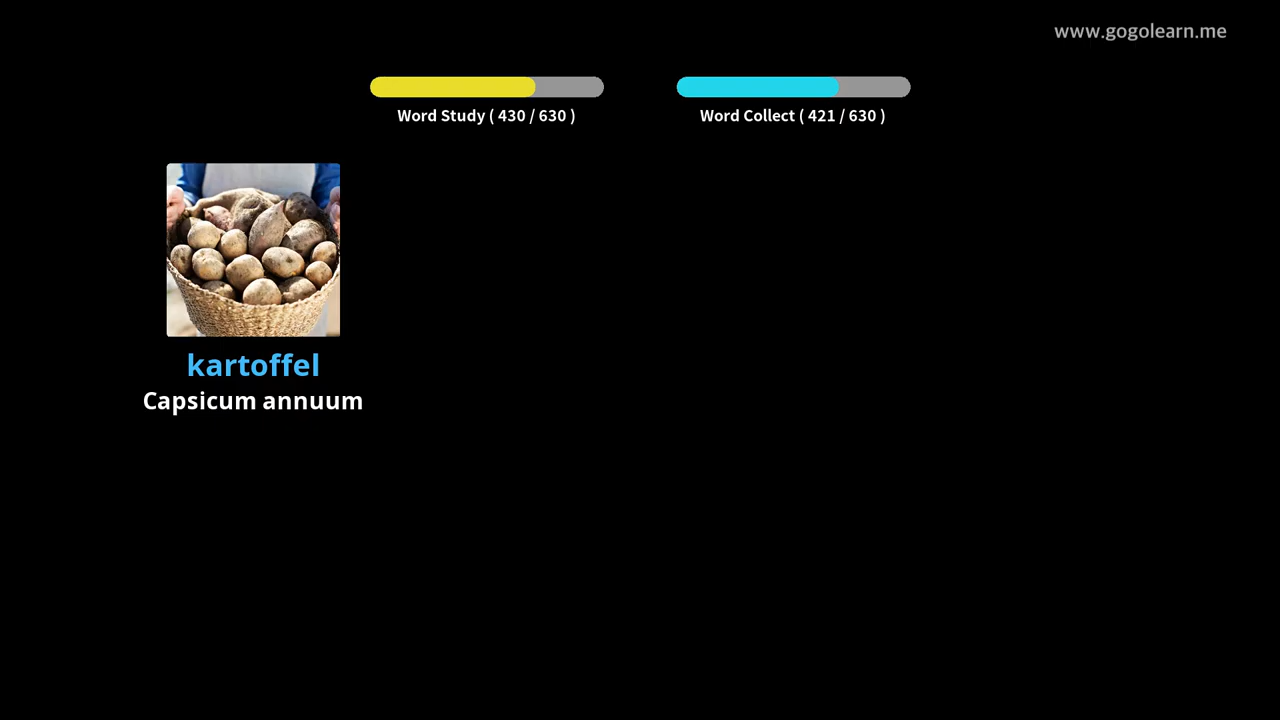 www.gogolearn.me
Word Study ( 430 / 630 )
Word Collect ( 421 / 630 )
kartoffel
Capsicum annuum